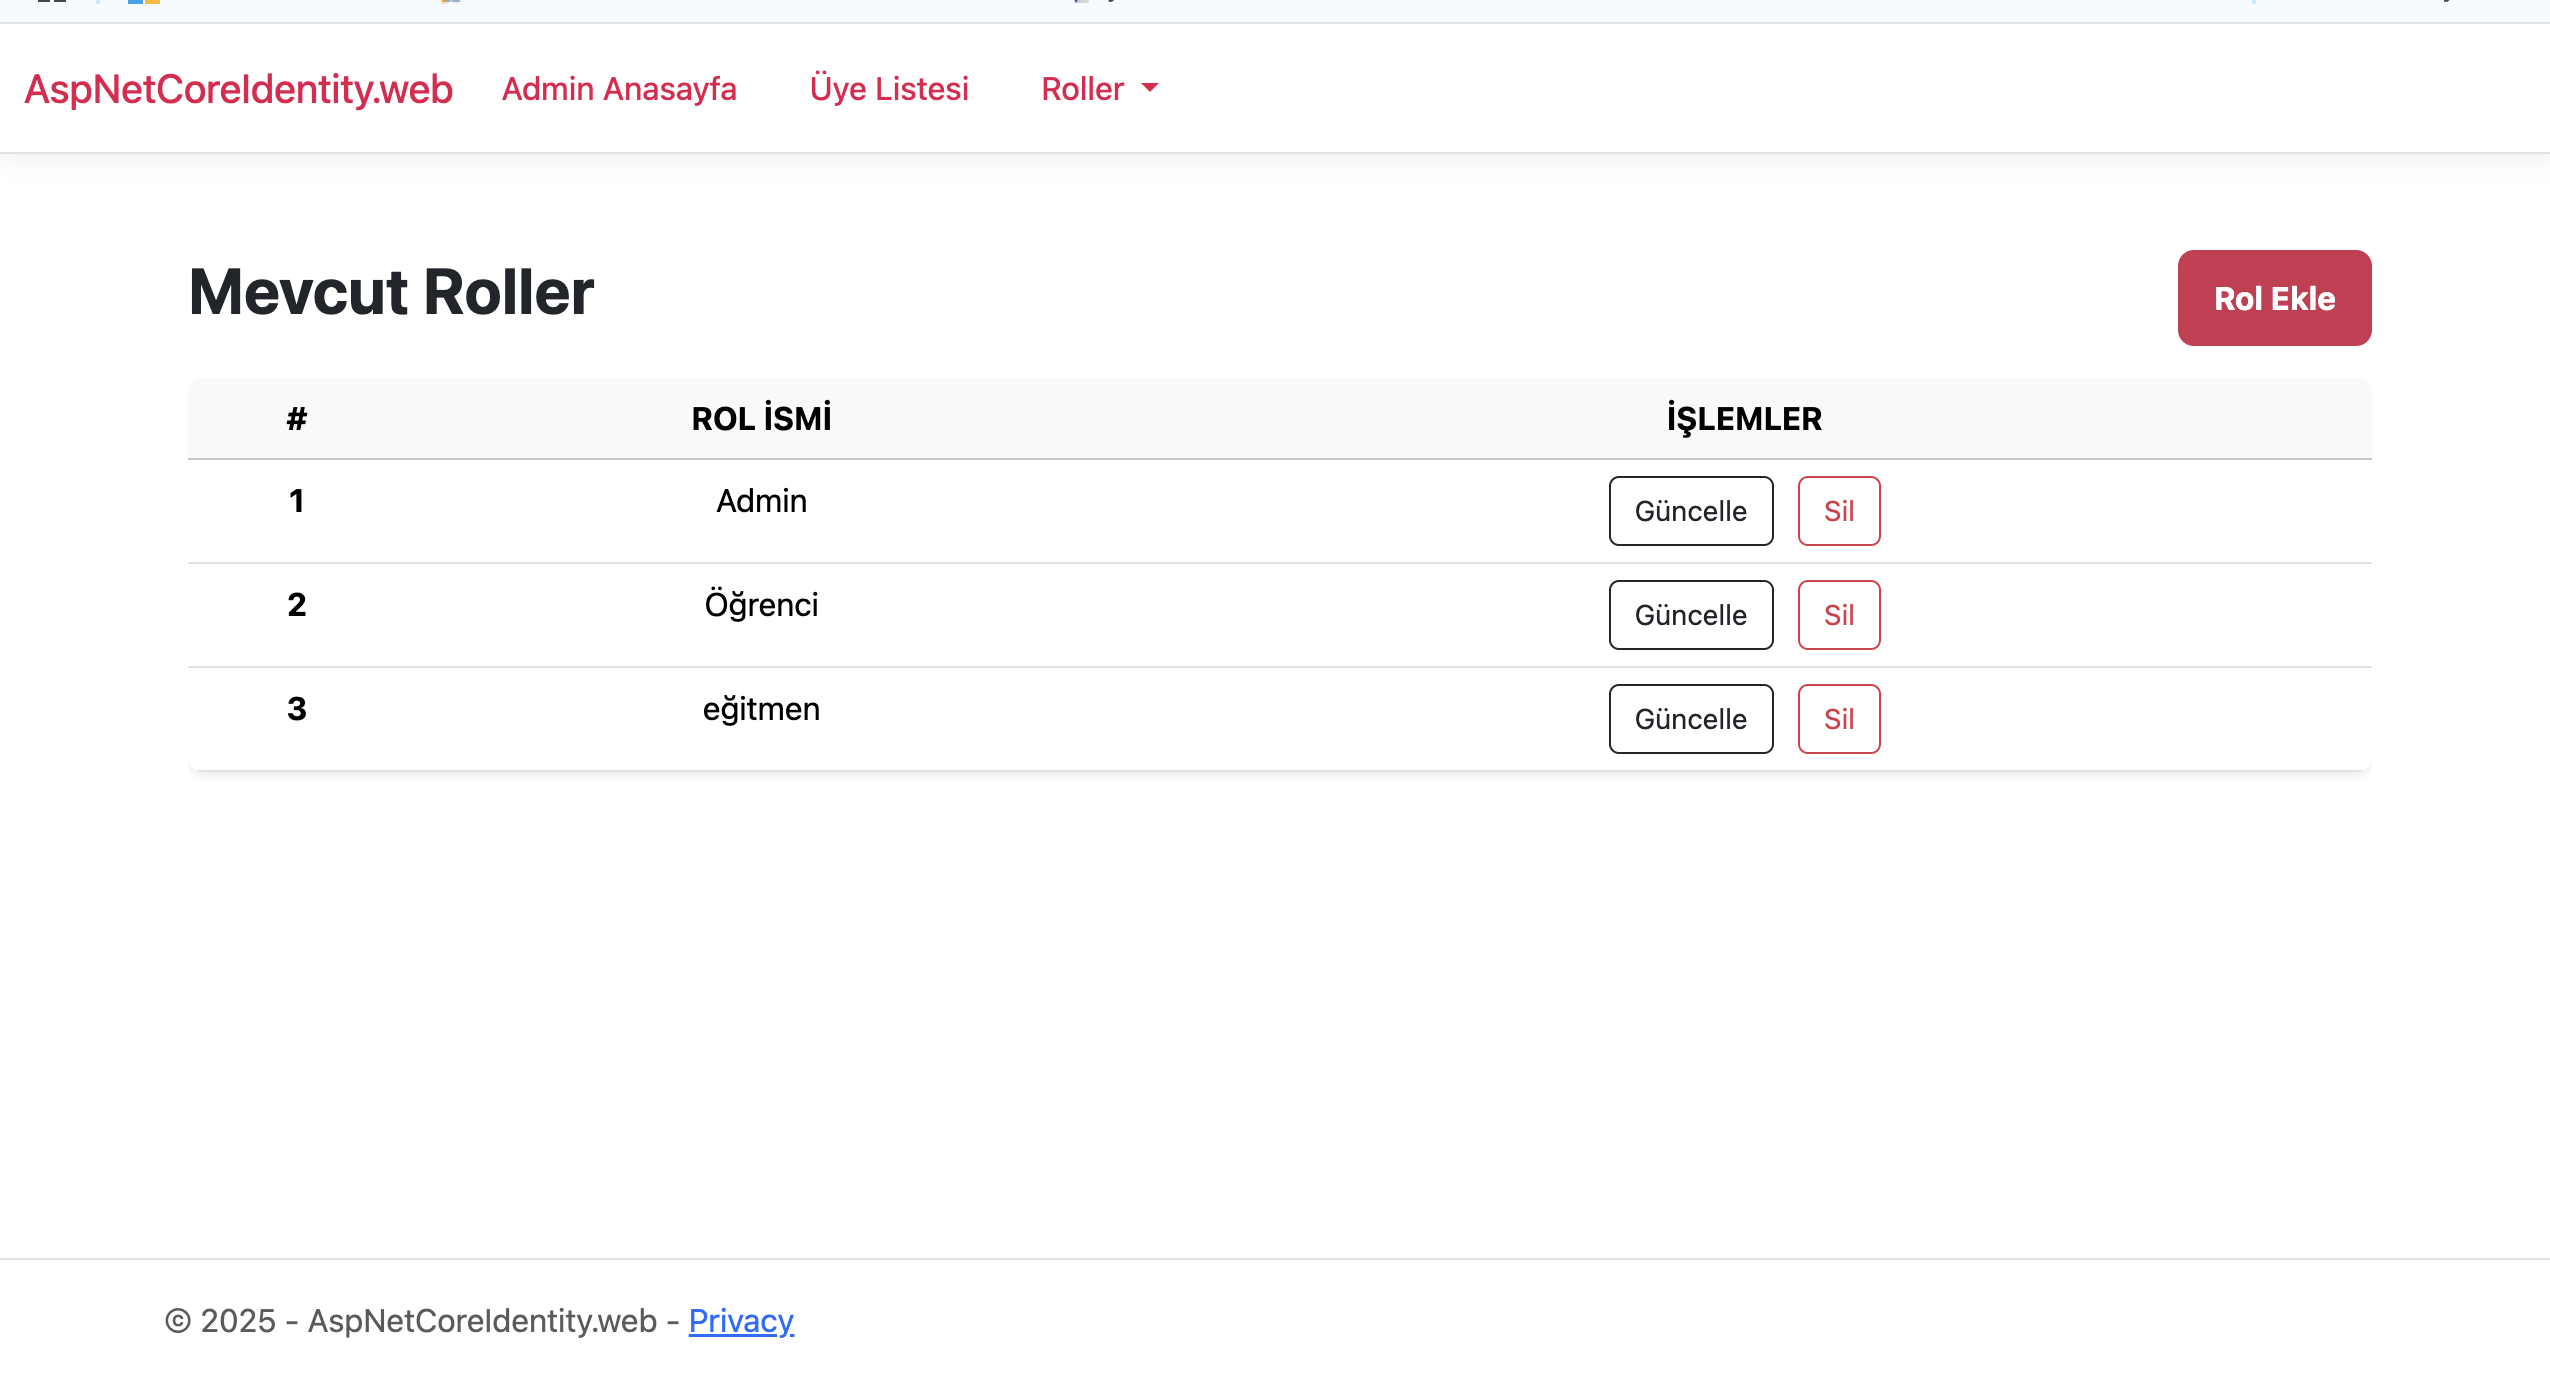 AspNetCoreIdentity.web Admin Anasayfa Üye Listesi Roller
Mevcut Roller
Rol Ekle
# ROL İSMİ İŞLEMLER
1 Admin Güncelle Sil
2 Öğrenci Güncelle Sil
3 eğitmen Güncelle Sil
© 2025 - AspNetCoreIdentity.web - Privacy